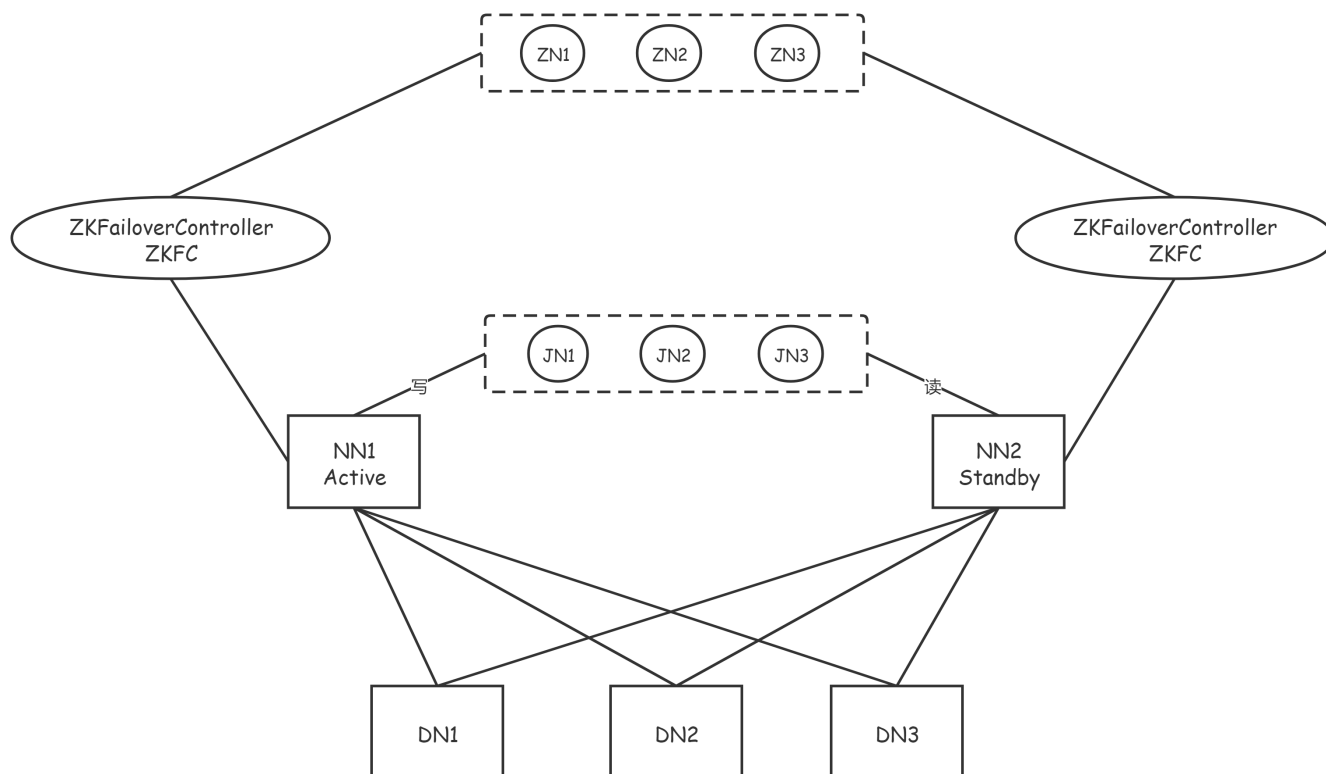 ZN1
ZN2
ZN3
ZKFailoverController
ZKFC
ZKFailoverController
ZKFC
JN1
JN2
JN3
写
读
NN1
Active
NN2
Standby
DN1
DN2
DN3